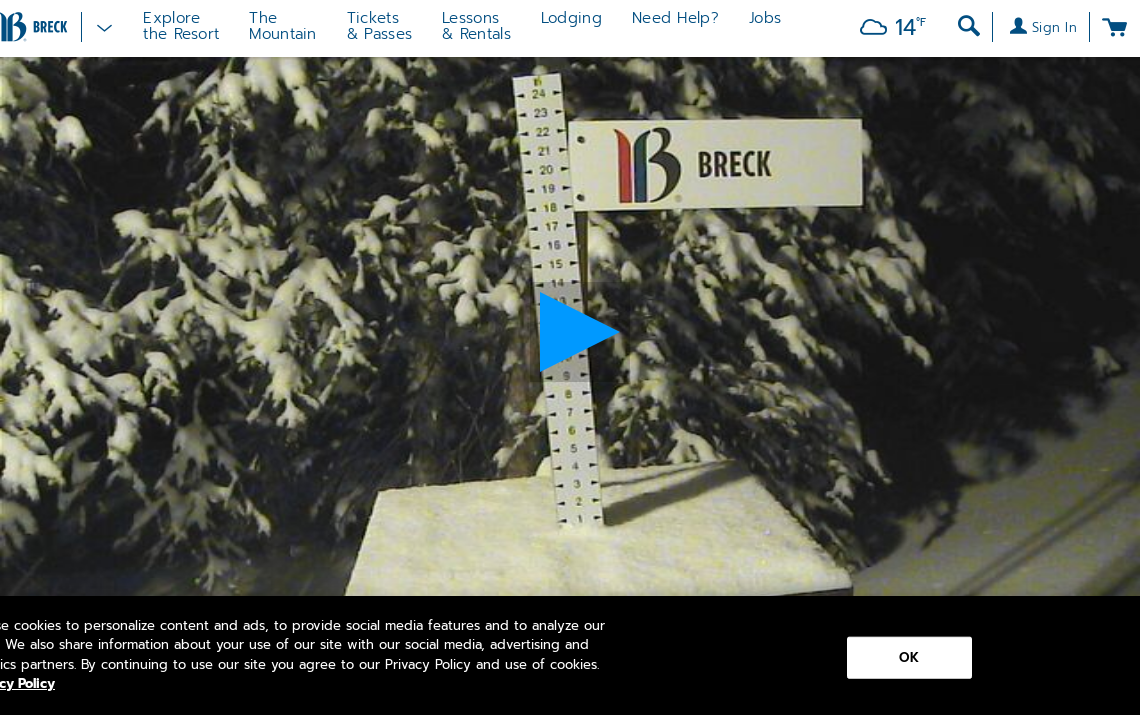 BRECK
Explore
the Resort
The
Mountain
Tickets
& Passes
Lessons
& Rentals
Lodging
Need Help?
Jobs
14°F
Sign In
24
23
22
21
20
19
18
17
16
15
14
13
9
8
7
6
5
4
3
2
1
B BRECK
cookies to personalize content and ads, to provide social media features and to analyze our
We also share information about your use of our site with our social media, advertising and
partners. By continuing to use our site you agree to our Privacy Policy and use of cookies.
Policy
OK